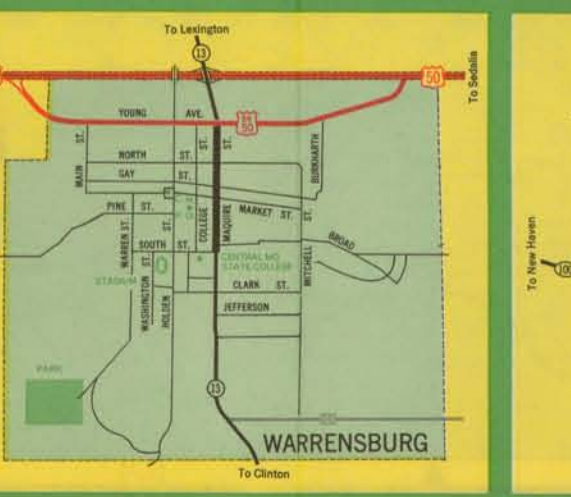 To Lexington
13
50
To Sedalia
YOUNG AVE.
BR 50
MAIN ST.
NORTH ST.
GAY ST.
ST.
ST.
BURKHARTH
PINE ST.
COLLEGE
MAGUIRE
MARKET ST.
ST.
WARREN ST.
ST.
SOUTH ST.
BROAD
MITCHELL
CENTRAL MO.
STATE COLLEGE
STADIUM
WASHINGTON ST.
HOLDEN
CLARK ST.
JEFFERSON
PARK
13
WARRENSBURG
To Clinton
To New Haven
100